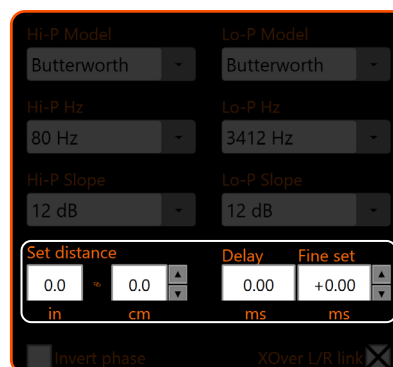 Hi-P Model Lo-P Model
Butterworth Butterworth
Hi-P Hz Lo-P Hz
80 Hz 3412 Hz
Hi-P Slope Lo-P Slope
12 dB 12 dB
Set distance Delay Fine set
0.0 0.0 0.00 +0.00
in cm ms ms
Invert phase XOver L/R link